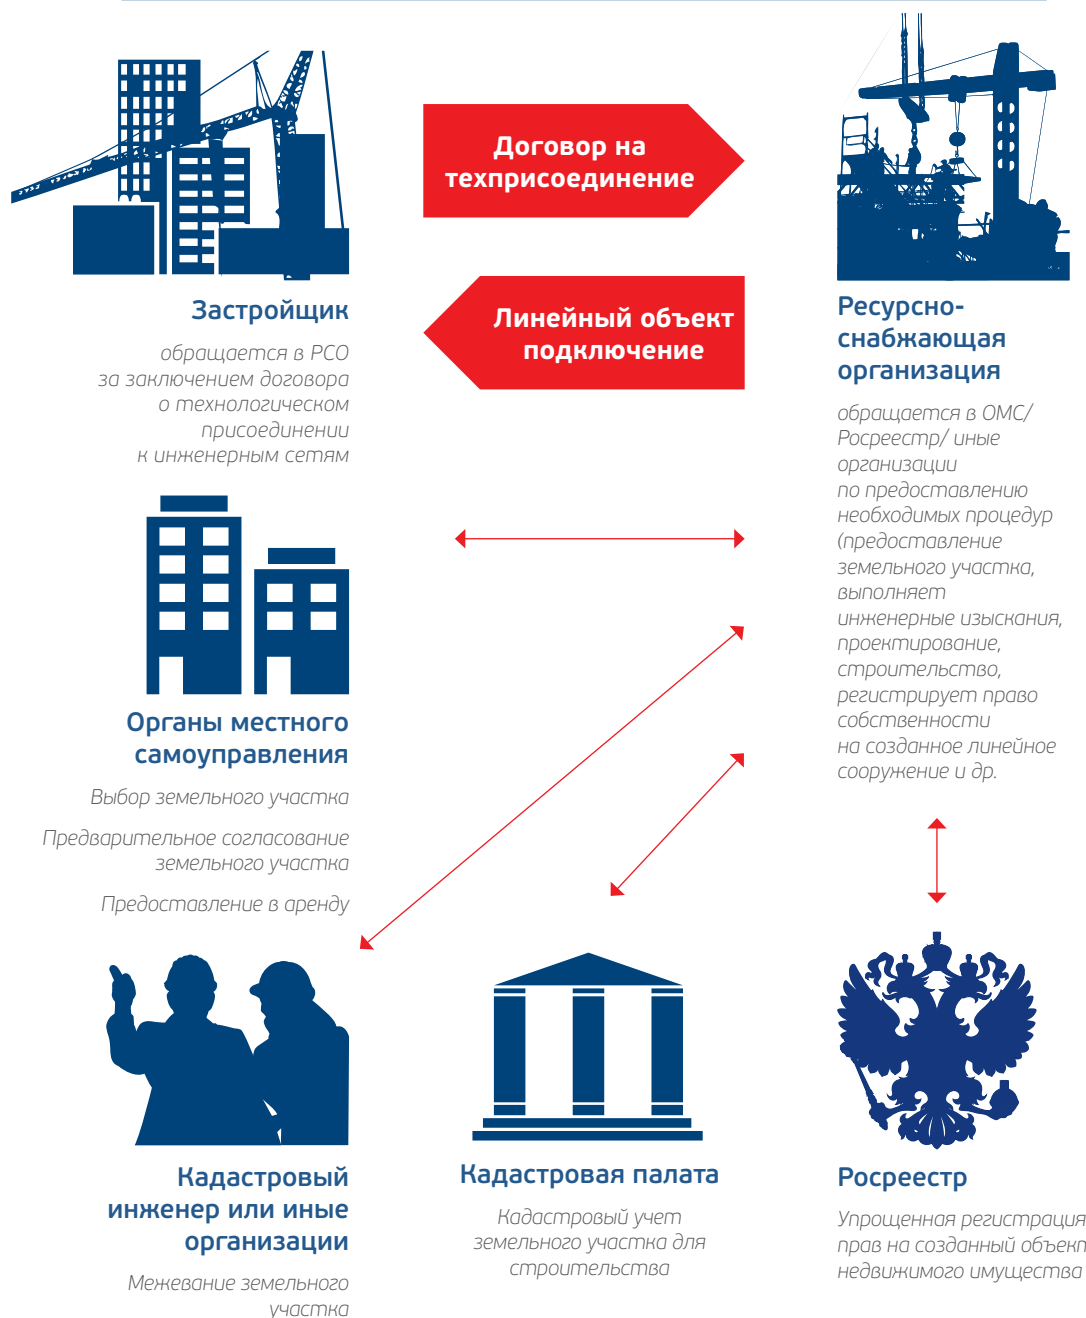 Договор на
техприсоединение
Линейный объект
подключение
Застройщик
обращается в РСО
за заключением договора
о технологическом
присоединении
к инженерным сетям
Ресурсно-
снабжающая
организация
обращается в ОМС/
Росреестр/ иные
организации
по предоставлению
необходимых процедур
(предоставление
земельного участка,
выполняет
инженерные изыскания,
проектирование,
строительство,
регистрирует право
собственности
на созданное линейное
сооружение и др.
Органы местного
самоуправления
Выбор земельного участка
Предварительное согласование
земельного участка
Предоставление в аренду
Кадастровый
инженер или иные
организации
Межевание земельного
участка
Кадастровая палата
Кадастровый учет
земельного участка для
строительства
Росреестр
Упрощенная регистрация
прав на созданный объект
недвижимого имущества